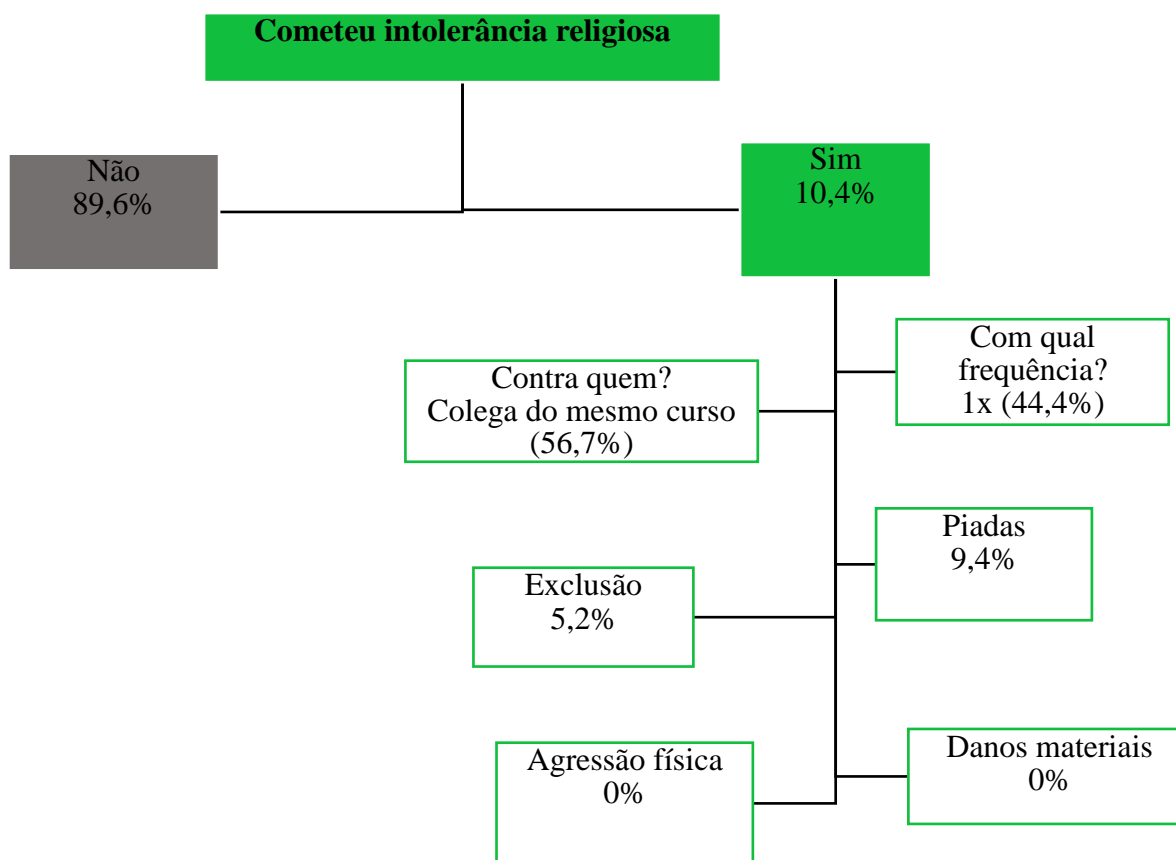 Cometeu intolerância religiosa
Não
89,6%
Sim
10,4%
Com qual
frequência?
1x (44,4%)
Contra quem?
Colega do mesmo curso
(56,7%)
Piadas
9,4%
Exclusão
5,2%
Danos materiais
0%
Agressão física
0%